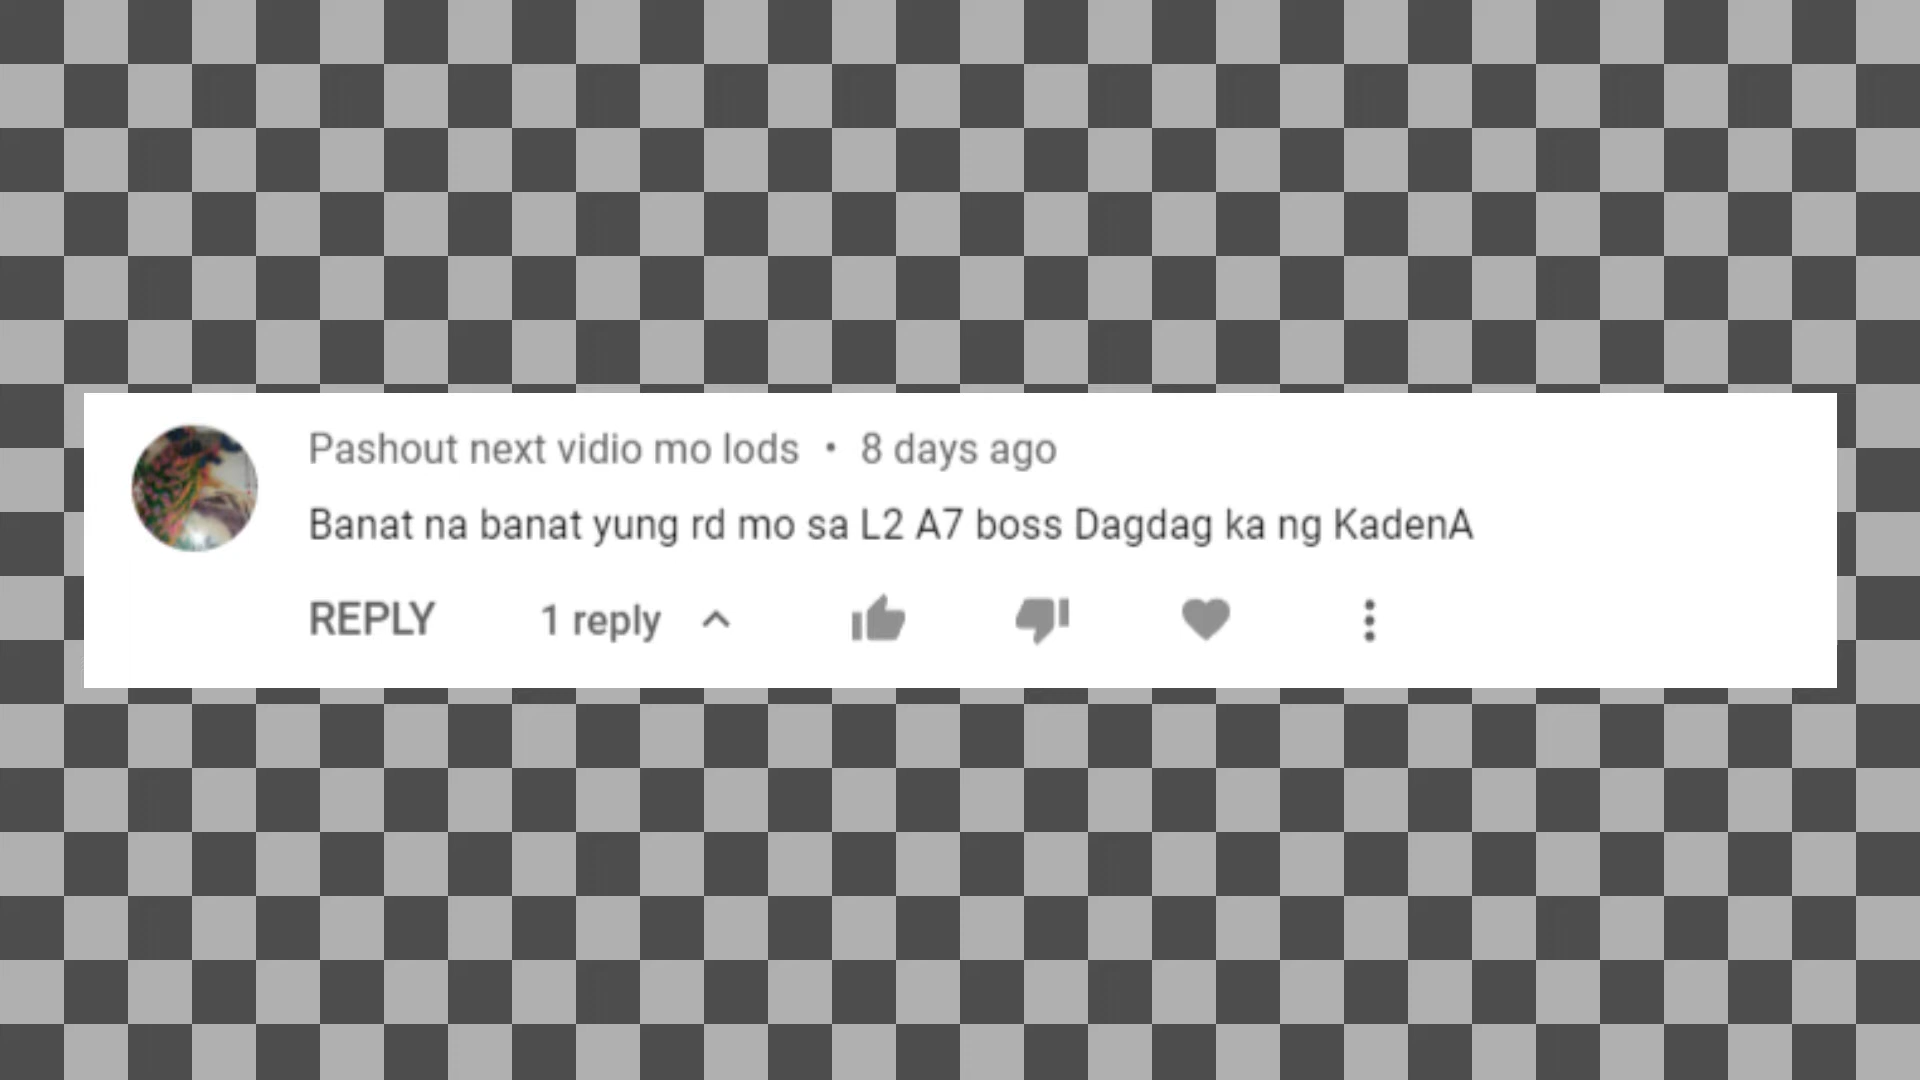 Pashout next vidio mo lods • 8 days ago
Banat na banat yung rd mo sa L2 A7 boss Dagdag ka ng KadenA
REPLY 1 reply